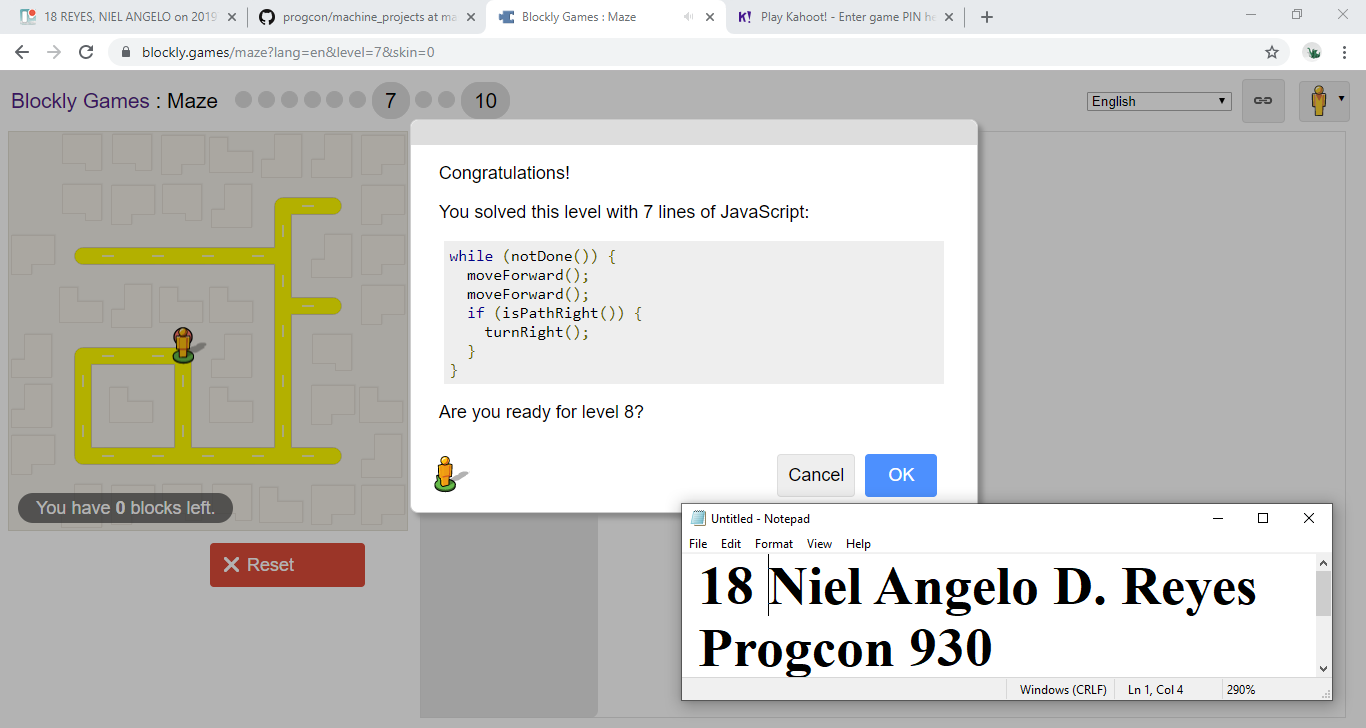 18 REYES, NIEL ANGELO on 2019
progcon/machine_projects at ma
Blockly Games : Maze
Play Kahoot! - Enter game PIN he
blockly.games/maze?lang=en&level=7&skin=0
Blockly Games : Maze
7
10
English
Congratulations!
You solved this level with 7 lines of JavaScript:
while (notDone()) {
  moveForward();
  moveForward();
  if (isPathRight()) {
    turnRight();
  }
}
Are you ready for level 8?
Cancel
OK
You have 0 blocks left.
Reset
Untitled - Notepad
File Edit Format View Help
18 Niel Angelo D. Reyes
Progcon 930
Windows (CRLF) Ln 1, Col 4 290%